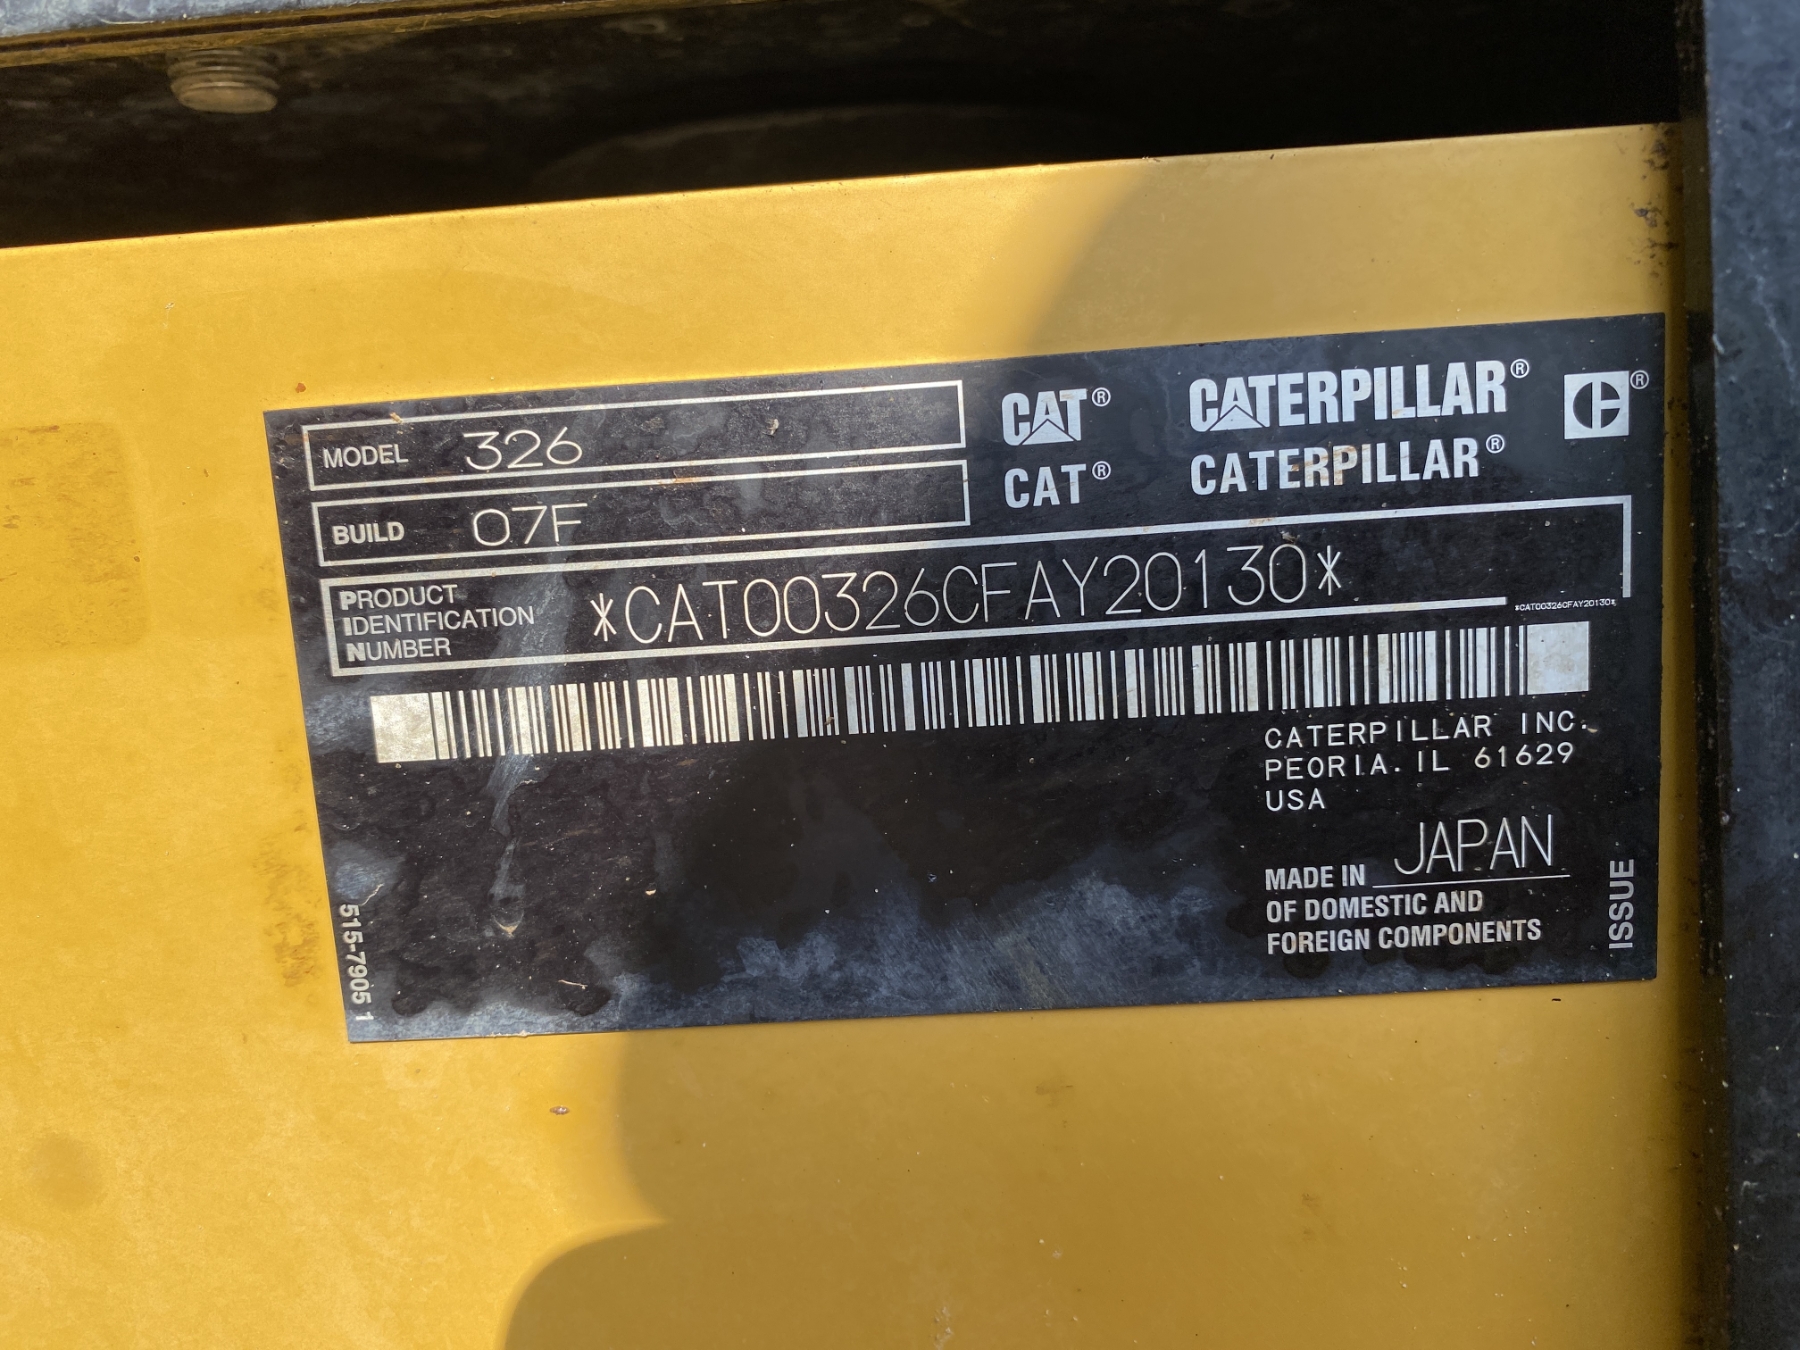 MODEL 326
BUILD 07F
CAT® CATERPILLAR® ®
CAT® CATERPILLAR®
PRODUCT
IDENTIFICATION
NUMBER
*CAT00326CFAY20130*
*CAT00326CFAY20130*
CATERPILLAR INC.
PEORIA. IL 61629
USA
MADE IN JAPAN
OF DOMESTIC AND
FOREIGN COMPONENTS
ISSUE
515-7905 1